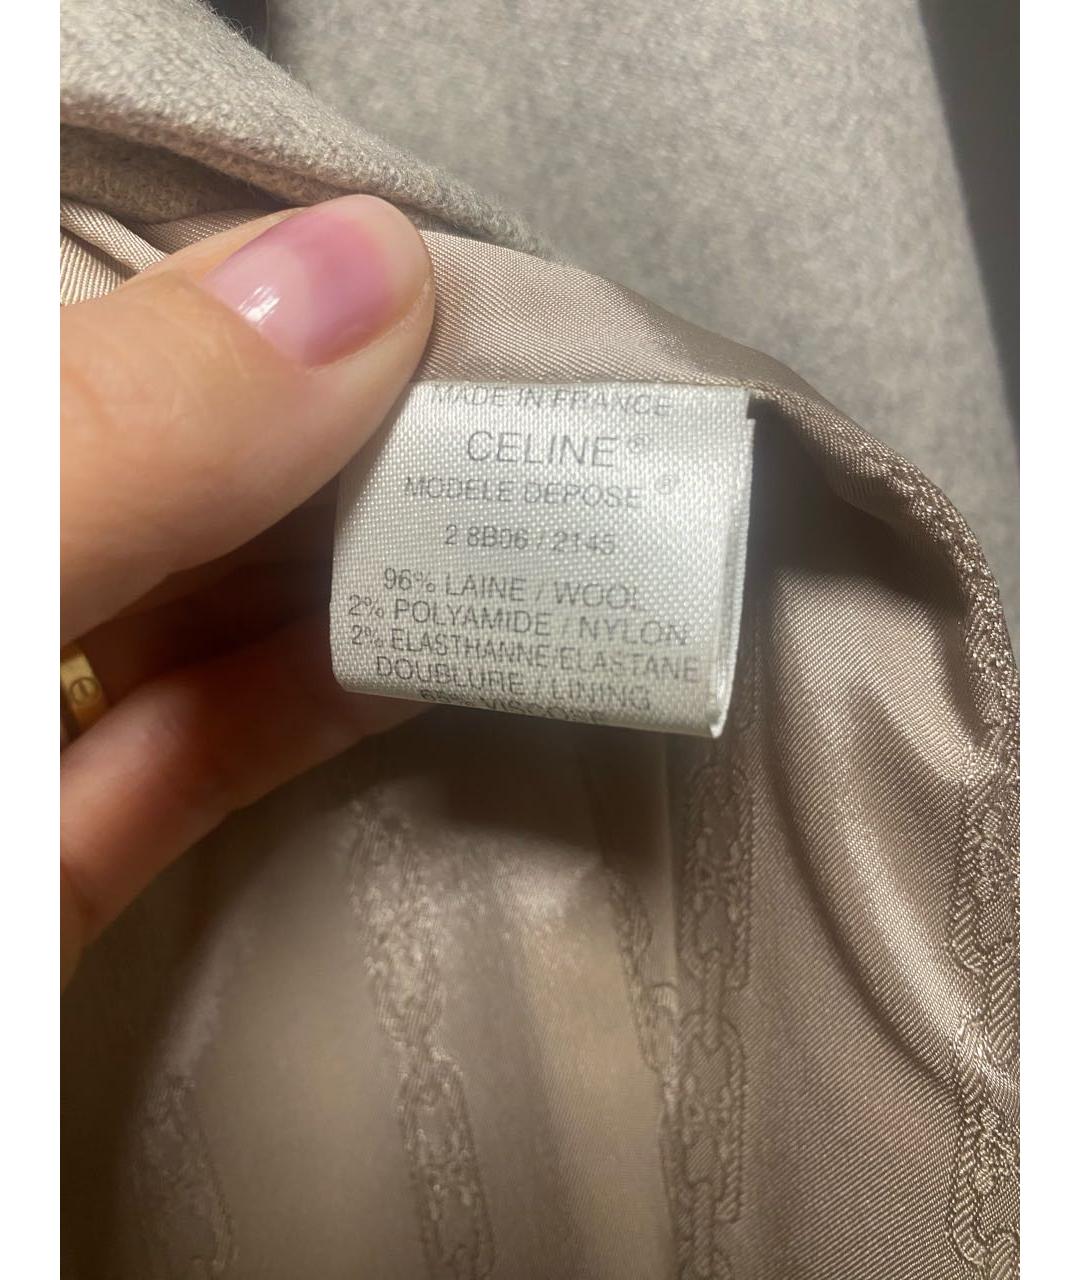 MADE IN FRANCE
CELINE®
MODELE DEPOSE ®
2 8B06 / 2145
96% LAINE / WOOL
2% POLYAMIDE / NYLON
2% ELASTHANNE/ELASTANE
DOUBLURE / LINING
VISCOSE